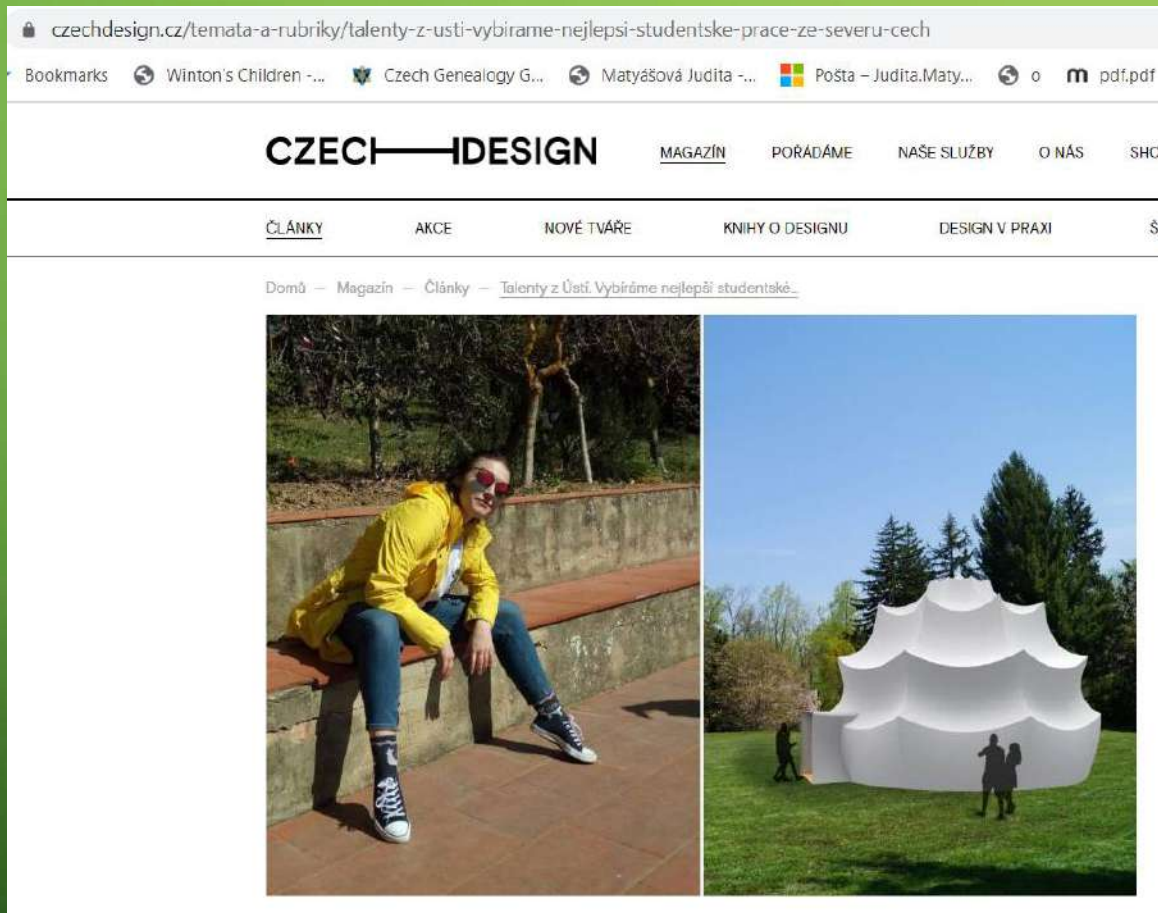 czechdesign.cz/temata-a-rubriky/talenty-z-usti-vybirame-nejlepsi-studentske-prace-ze-severu-cech
Bookmarks Winton's Children -... Czech Genealogy G... Matyášová Judita -... Pošta – Judita.Maty... o m pdf.pdf
CZECHDESIGN MAGAZÍN POŘÁDÁME NAŠE SLUŽBY O NÁS SHO
ČLÁNKY AKCE NOVÉ TVÁŘE KNIHY O DESIGNU DESIGN V PRAXI Š
Domů — Magazín — Články — Talenty z Ústí. Vybíráme nejlepší studentské...